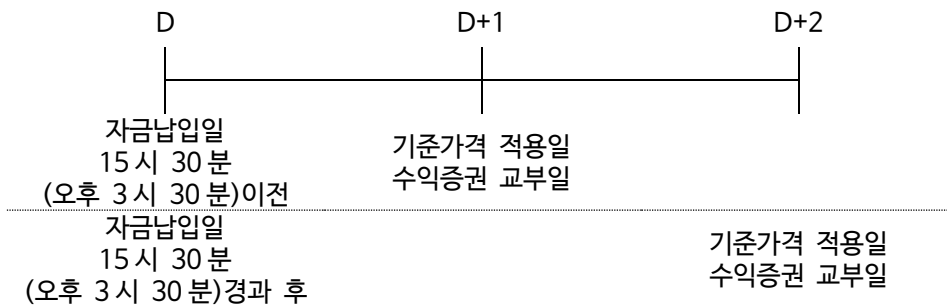 D D+1 D+2
자금납입일
15시 30분
(오후 3시 30분)이전
기준가격 적용일
수익증권 교부일
자금납입일
15시 30분
(오후 3시 30분)경과 후
기준가격 적용일
수익증권 교부일